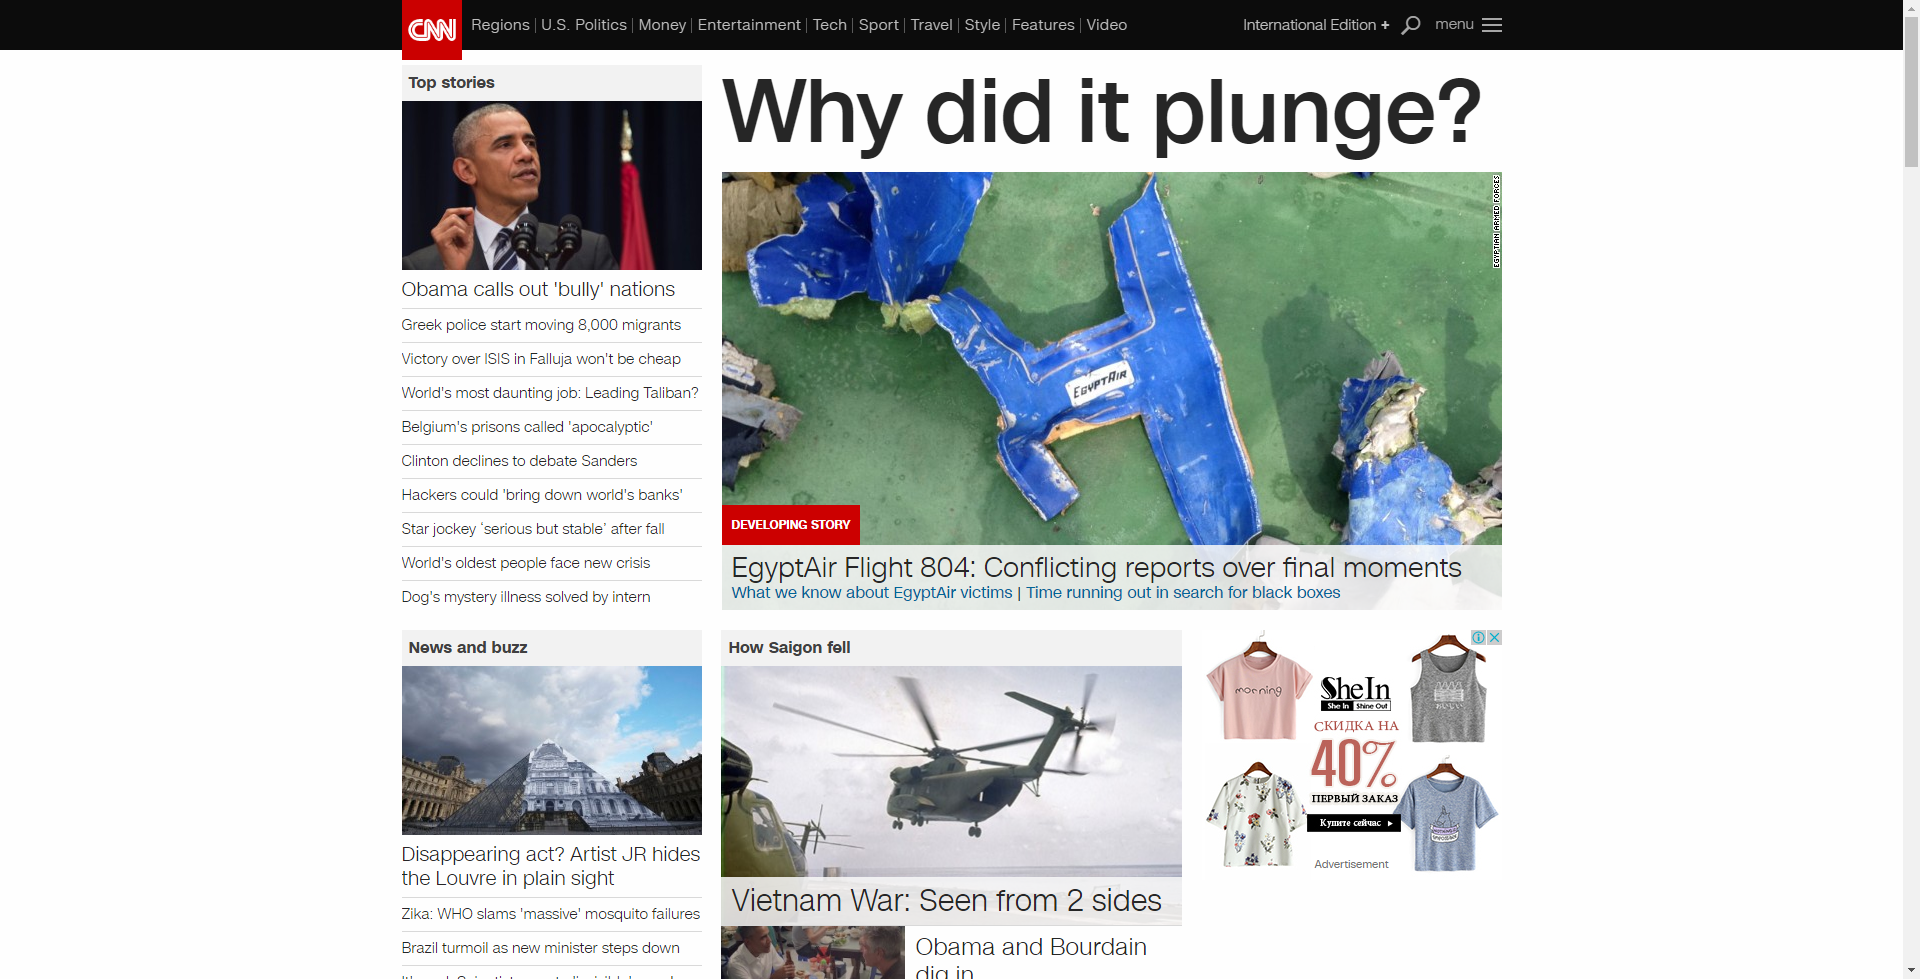 CNN
Regions
U.S. Politics
Money
Entertainment
Tech
Sport
Travel
Style
Features
Video
International Edition +
menu
Top stories
Obama calls out 'bully' nations
Greek police start moving 8,000 migrants
Victory over ISIS in Falluja won't be cheap
World's most daunting job: Leading Taliban?
Belgium's prisons called 'apocalyptic'
Clinton declines to debate Sanders
Hackers could 'bring down world's banks'
Star jockey ‘serious but stable’ after fall
World's oldest people face new crisis
Dog's mystery illness solved by intern
Why did it plunge?
EGYPTIAN ARMED FORCES
EGYPTAIR
DEVELOPING STORY
EgyptAir Flight 804: Conflicting reports over final moments
What we know about EgyptAir victims | Time running out in search for black boxes
News and buzz
Disappearing act? Artist JR hides
the Louvre in plain sight
Zika: WHO slams 'massive' mosquito failures
Brazil turmoil as new minister steps down
How Saigon fell
Vietnam War: Seen from 2 sides
Obama and Bourdain
dig in
morning
SheIn
She In Shine Out
СКИДКА НА
40%
ПЕРВЫЙ ЗАКАЗ
Купите сейчас
Advertisement